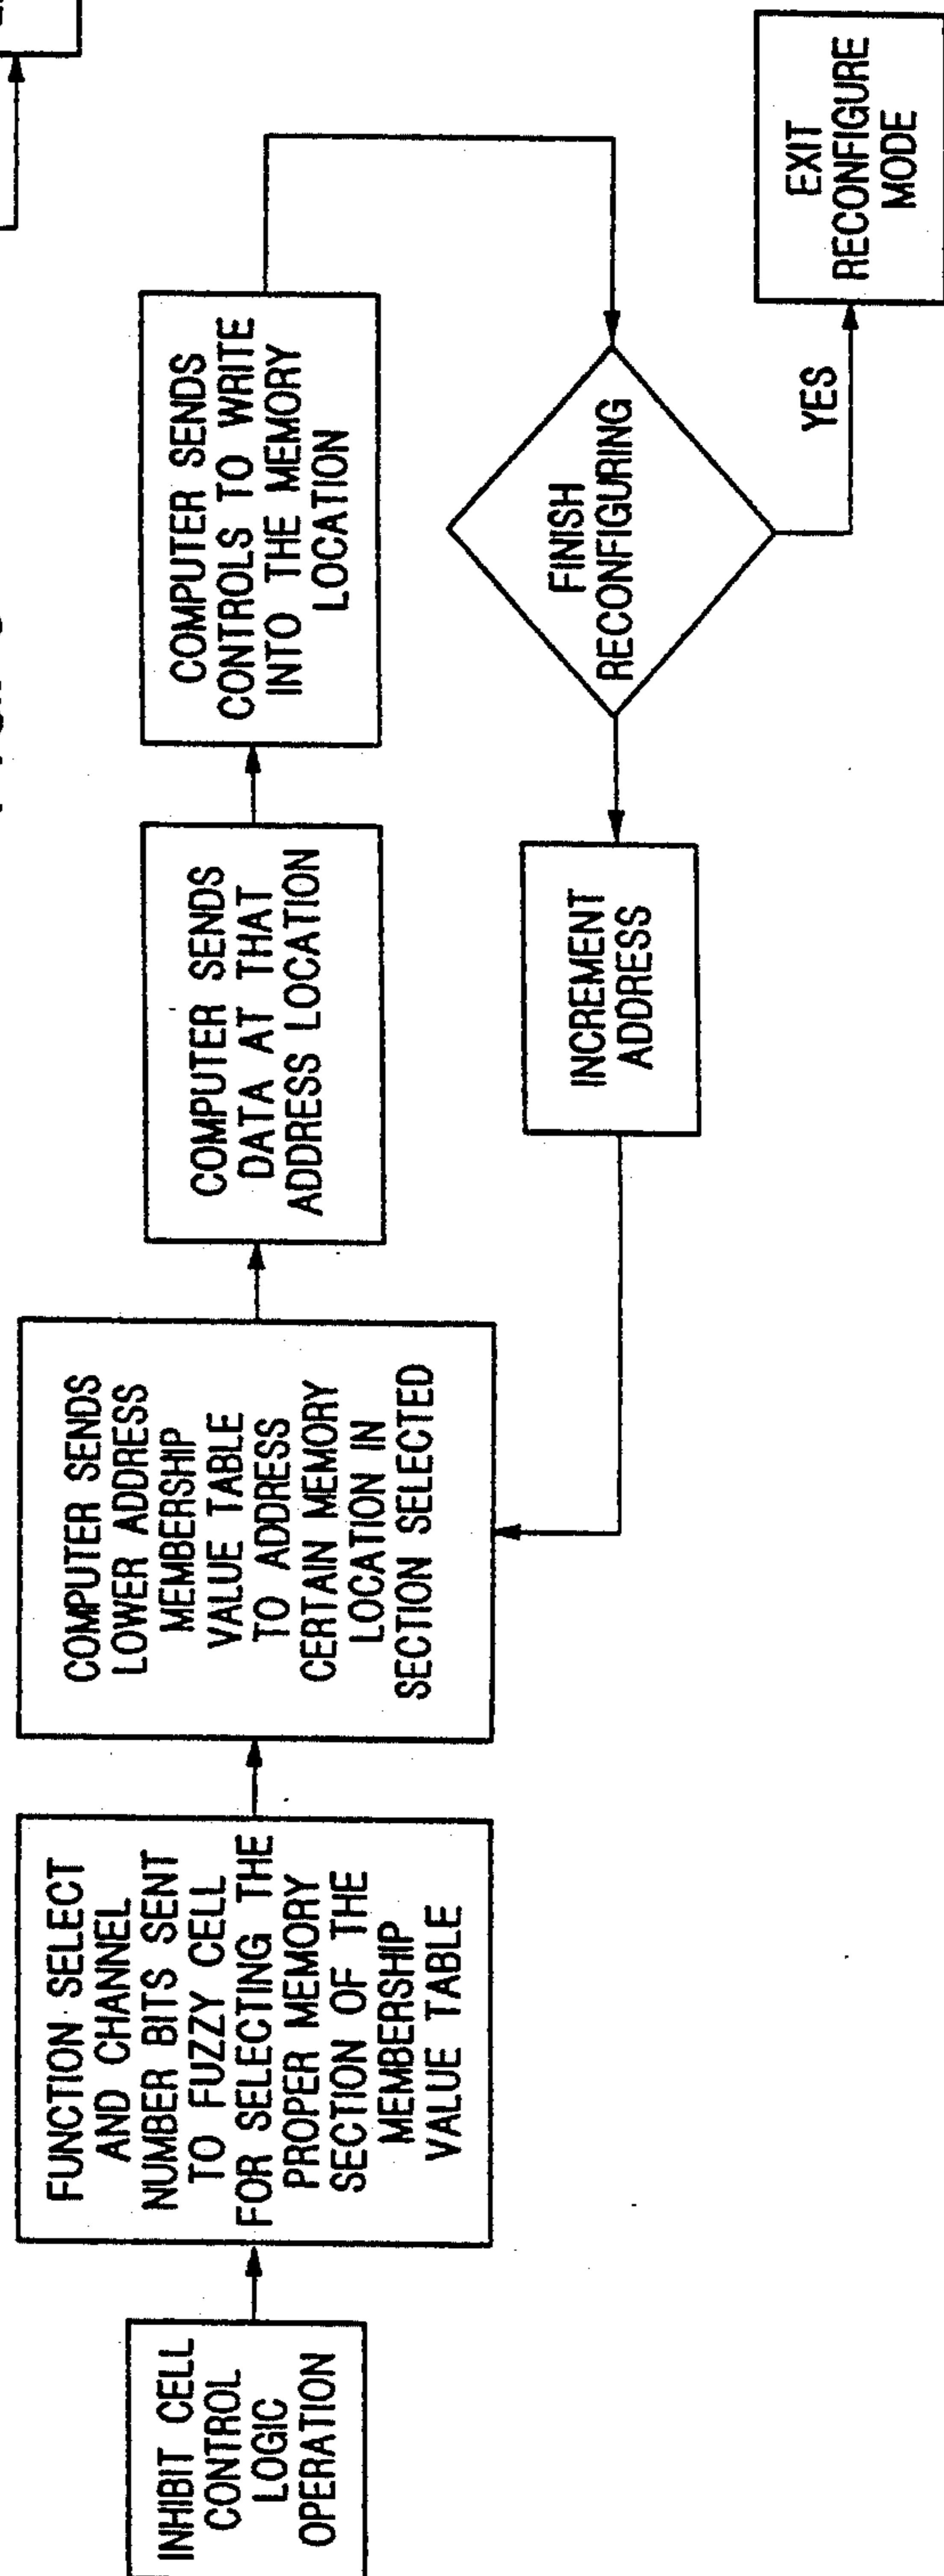 INHIBIT CELL
CONTROL
LOGIC
OPERATION
FUNCTION SELECT
AND CHANNEL
NUMBER BITS SENT
TO FUZZY CELL
FOR SELECTING THE
PROPER MEMORY
SECTION OF THE
MEMBERSHIP
VALUE TABLE
COMPUTER SENDS
LOWER ADDRESS
MEMBERSHIP
VALUE TABLE
TO ADDRESS
CERTAIN MEMORY
LOCATION IN
SECTION SELECTED
COMPUTER SENDS
DATA AT THAT
ADDRESS LOCATION
COMPUTER SENDS
CONTROLS TO WRITE
INTO THE MEMORY
LOCATION
FINISH
RECONFIGURING
INCREMENT
ADDRESS
YES
EXIT
RECONFIGURE
MODE